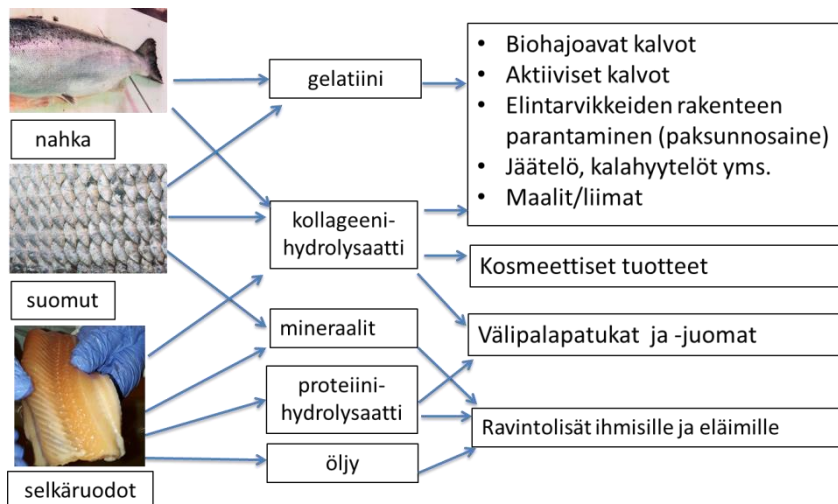 nahka
suomut
selkäruodot
gelatiini
kollageeni-
hydrolysaatti
mineraalit
proteiini-
hydrolysaatti
öljy
• Biohajoavat kalvot
• Aktiiviset kalvot
• Elintarvikkeiden rakenteen
parantaminen (paksunnosaine)
• Jäätelö, kalahyytelöt yms.
• Maalit/liimat
Kosmeettiset tuotteet
Välipalapatukat ja -juomat
Ravintolisät ihmisille ja eläimille